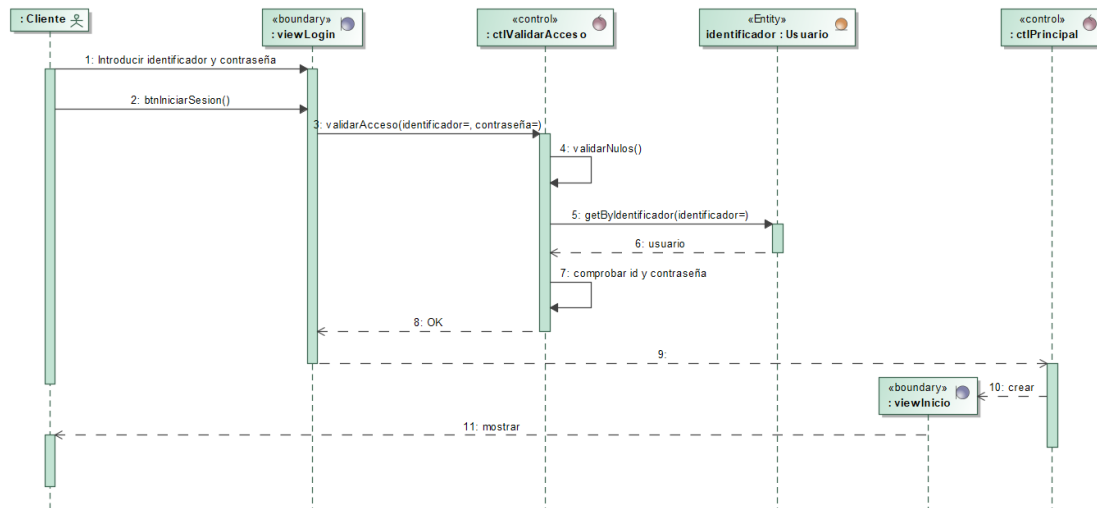 : Cliente
«boundary»
: viewLogin
«control»
: ctlValidarAcceso
«Entity»
identificador : Usuario
«control»
: ctlPrincipal
1: Introducir identificador y contraseña
2: btnIniciarSesion()
3: validarAcceso(identificador=, contraseña=)
4: validarNulos()
5: getByIdentificador(identificador=)
6: usuario
7: comprobar id y contraseña
8: OK
9:
«boundary»
: viewInicio
10: crear
11: mostrar